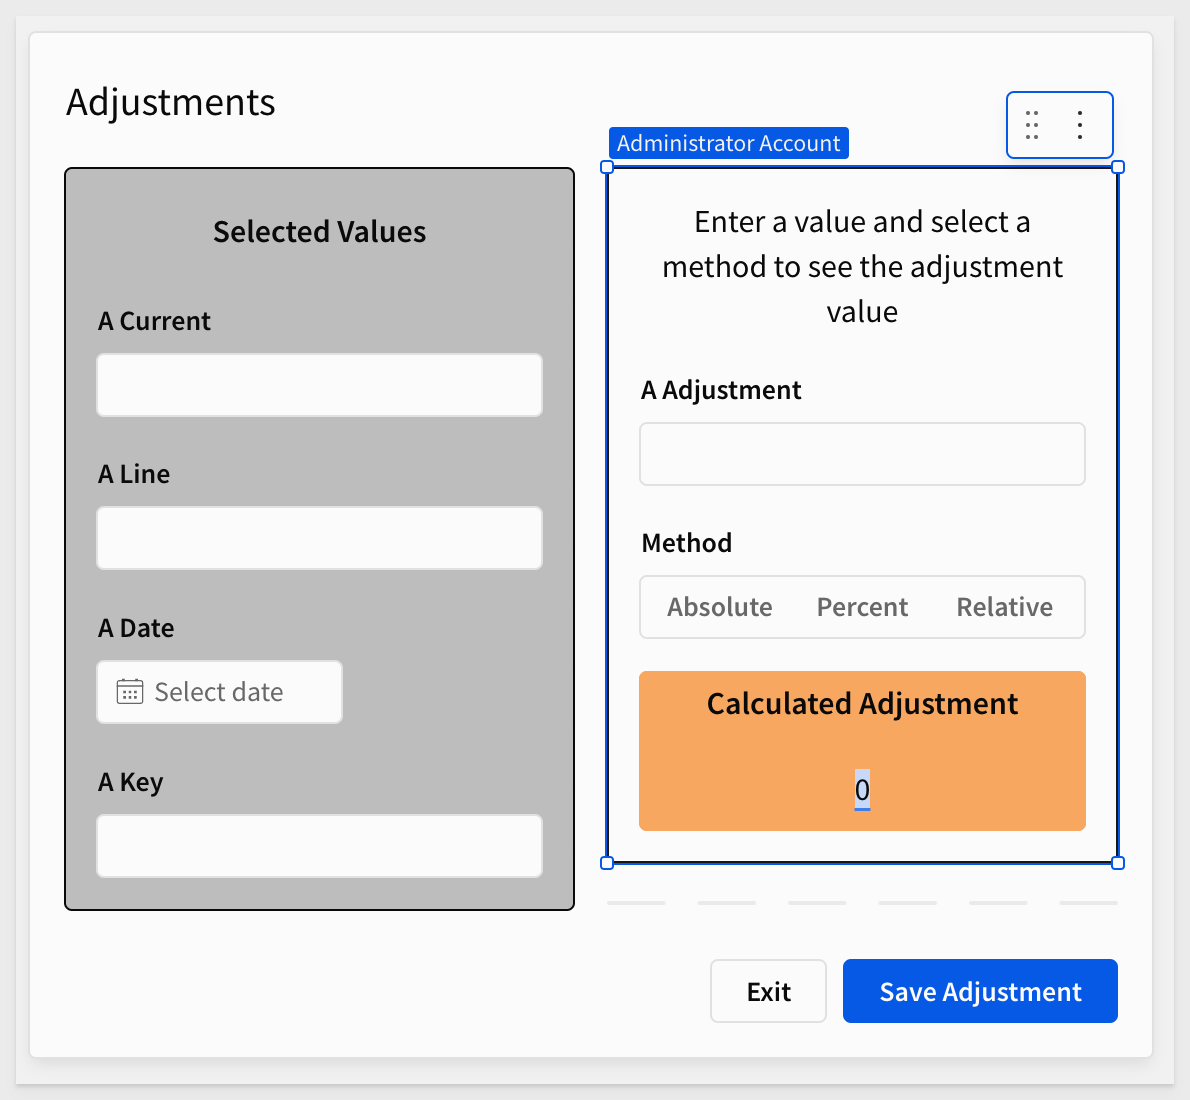 Adjustments
Selected Values
A Current
A Line
A Date
Select date
A Key
Administrator Account
Enter a value and select a
method to see the adjustment
value
A Adjustment
Method
Absolute Percent Relative
Calculated Adjustment
0
Exit Save Adjustment